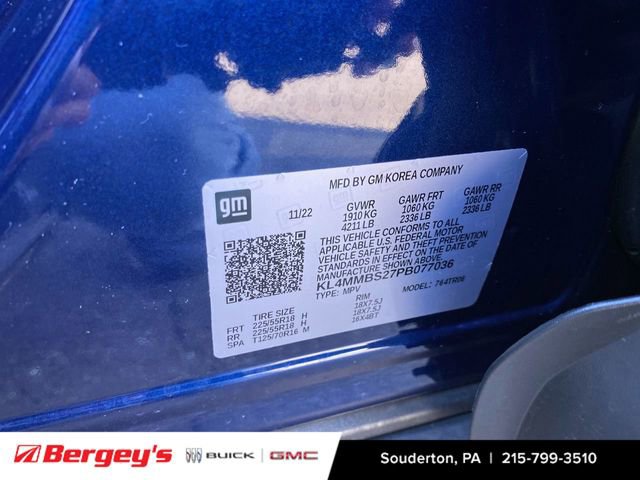 MFD BY GM KOREA COMPANY
gm
11/22
GVWR GAWR FRT GAWR RR
1910 KG 1060 KG 1060 KG
4211 LB 2336 LB 2336 LB
THIS VEHICLE CONFORMS TO ALL
APPLICABLE U.S. FEDERAL MOTOR
VEHICLE SAFETY AND THEFT PREVENTION
STANDARDS IN EFFECT ON THE DATE OF
MANUFACTURE SHOWN ABOVE.
KL4MMBS27PB077036
TYPE: MPV MODEL: 764TR06
TIRE SIZE RIM
FRT 225/55R18 H 18X7.5J
RR 225/55R18 H 18X7.5J
SPA T125/70R16 M 16X4BT
Bergey's BUICK GMC Souderton, PA | 215-799-3510